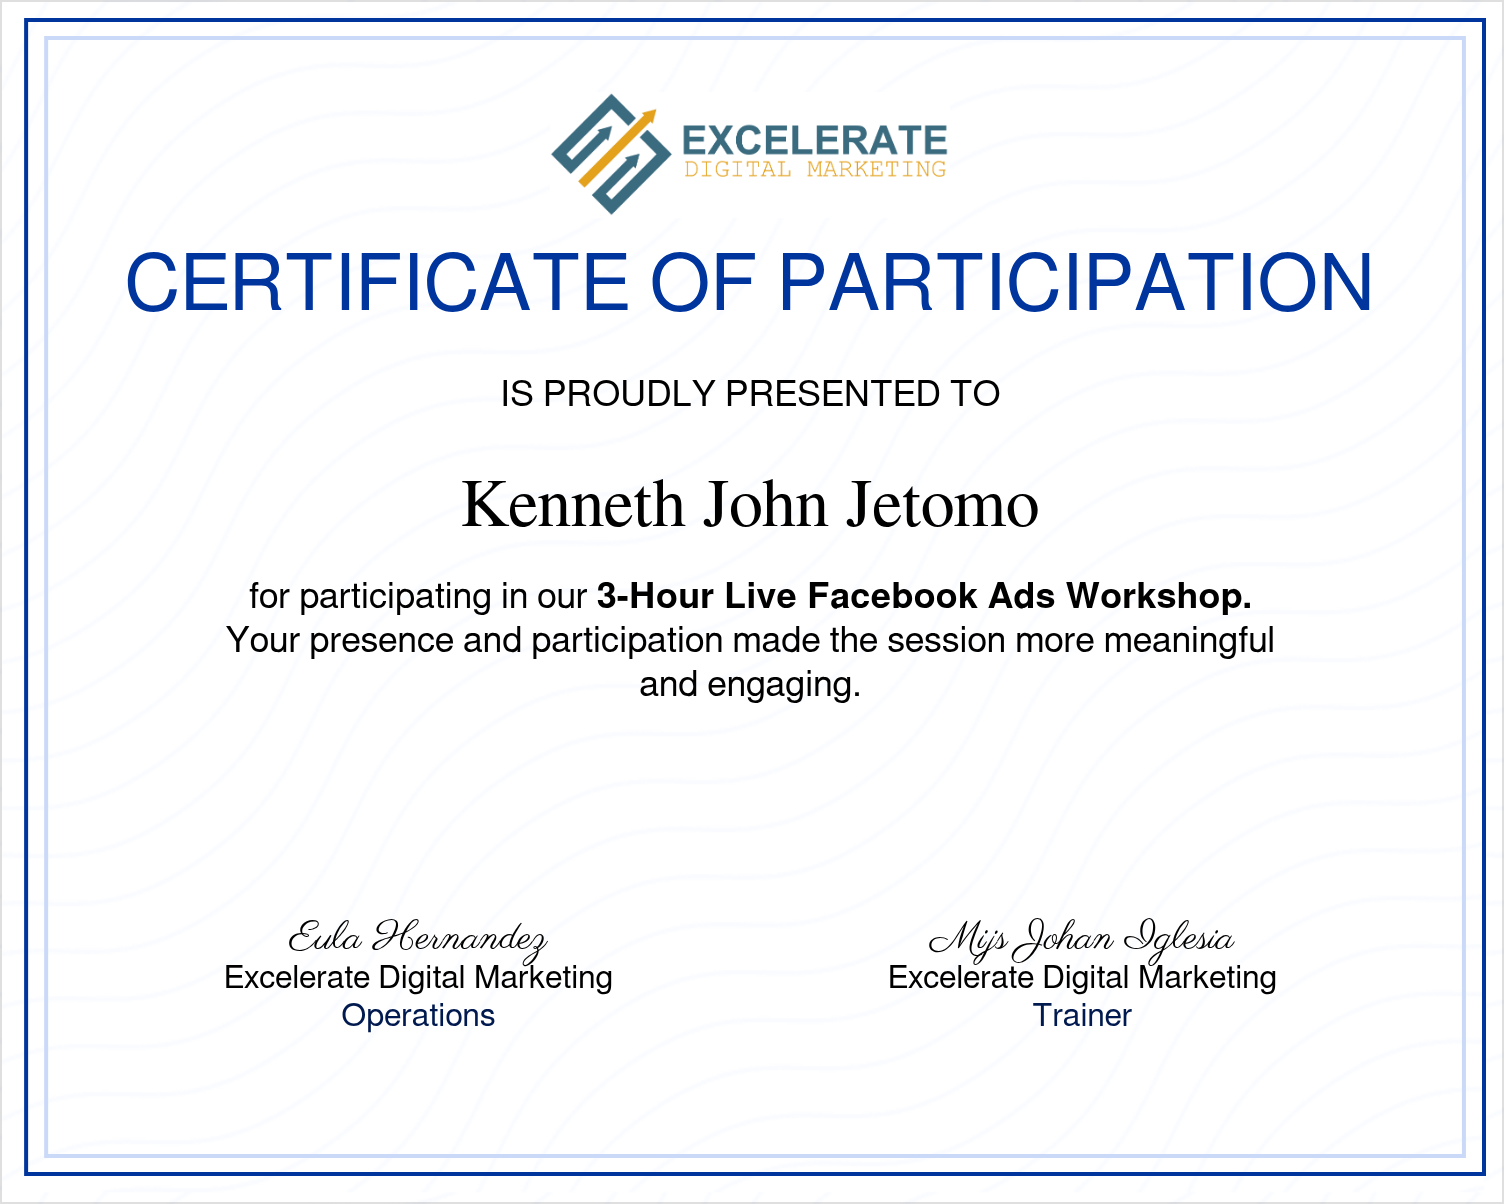 EXCELERATE
DIGITAL MARKETING
CERTIFICATE OF PARTICIPATION
IS PROUDLY PRESENTED TO
Kenneth John Jetomo
for participating in our 3-Hour Live Facebook Ads Workshop.
Your presence and participation made the session more meaningful
and engaging.
Eula Hernandez
Excelerate Digital Marketing
Operations
Mijs Johan Iglesia
Excelerate Digital Marketing
Trainer